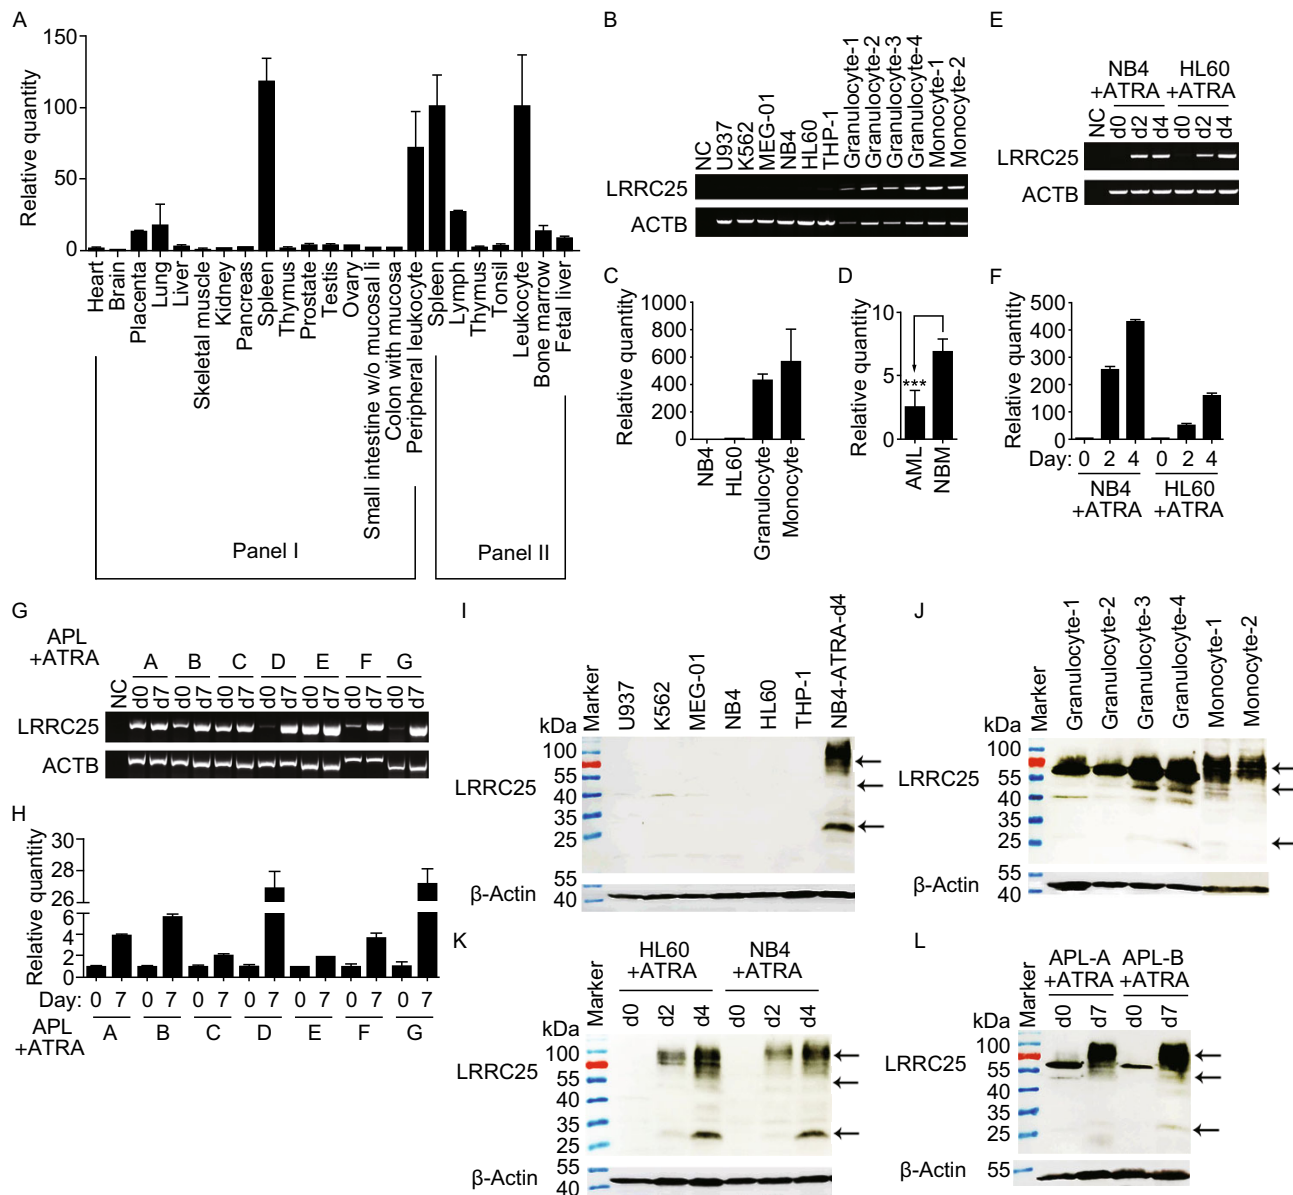 A
150
100
50
0
Relative quantity
Heart
Brain
Placenta
Lung
Liver
Skeletal muscle
Kidney
Pancreas
Spleen
Thymus
Prostate
Testis
Ovary
Small intestine w/o mucosal li
Colon with mucosa
Peripheral leukocyte
Spleen
Lymph
Thymus
Tonsil
Leukocyte
Bone marrow
Fetal liver
Panel I
Panel II
B
NC
U937
K562
MEG-01
NB4
HL60
THP-1
Granulocyte-1
Granulocyte-2
Granulocyte-3
Granulocyte-4
Monocyte-1
Monocyte-2
LRRC25
ACTB
E
NB4 HL60
+ATRA +ATRA
NC d0 d2 d4 d0 d2 d4
LRRC25
ACTB
C
1000
800
600
400
200
0
Relative quantity
NB4
HL60
Granulocyte
Monocyte
D
10
5
0
Relative quantity
***
AML
NBM
F
500
400
300
200
100
0
Relative quantity
Day: 0 2 4 0 2 4
NB4 HL60
+ATRA +ATRA
G
APL
+ATRA
A B C D E F G
NC d0 d7 d0 d7 d0 d7 d0 d7 d0 d7 d0 d7 d0 d7
LRRC25
ACTB
H
30
28
26
6
4
2
0
Relative quantity
Day: 0 7 0 7 0 7 0 7 0 7 0 7 0 7
APL
+ATRA
A B C D E F G
I
kDa
Marker
U937
K562
MEG-01
NB4
HL60
THP-1
NB4-ATRA-d4
100
55
40
35
25
LRRC25
55
40
β-Actin
J
kDa
Marker
Granulocyte-1
Granulocyte-2
Granulocyte-3
Granulocyte-4
Monocyte-1
Monocyte-2
100
55
40
35
25
LRRC25
55
40
β-Actin
K
HL60 NB4
+ATRA +ATRA
kDa
Marker
d0 d2 d4 d0 d2 d4
100
55
40
35
25
LRRC25
55
40
β-Actin
L
APL-A APL-B
+ATRA +ATRA
kDa
Marker
d0 d7 d0 d7
100
55
40
35
25
LRRC25
55
β-Actin